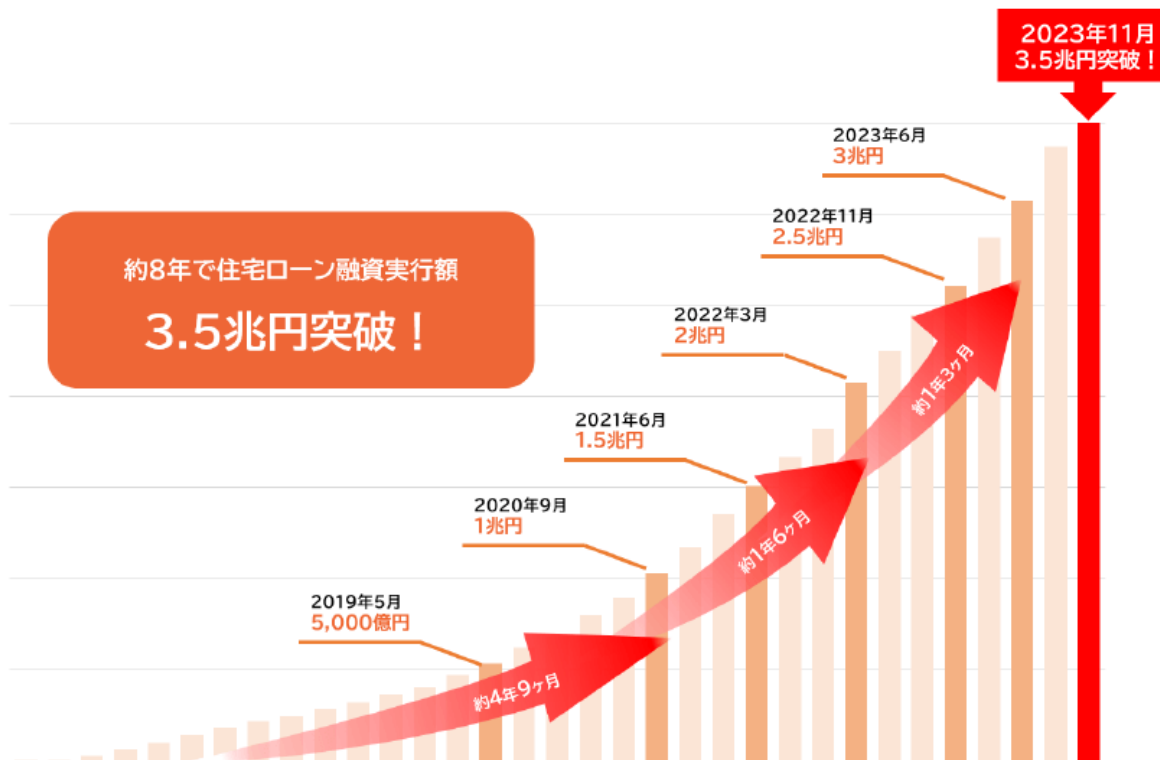 2023年11月
3.5兆円突破！
2023年6月
3兆円
2022年11月
2.5兆円
約8年で住宅ローン融資実行額
3.5兆円突破！
2022年3月
2兆円
約1年3ヶ月
2021年6月
1.5兆円
2020年9月
1兆円
約1年6ヶ月
2019年5月
5,000億円
約4年9ヶ月